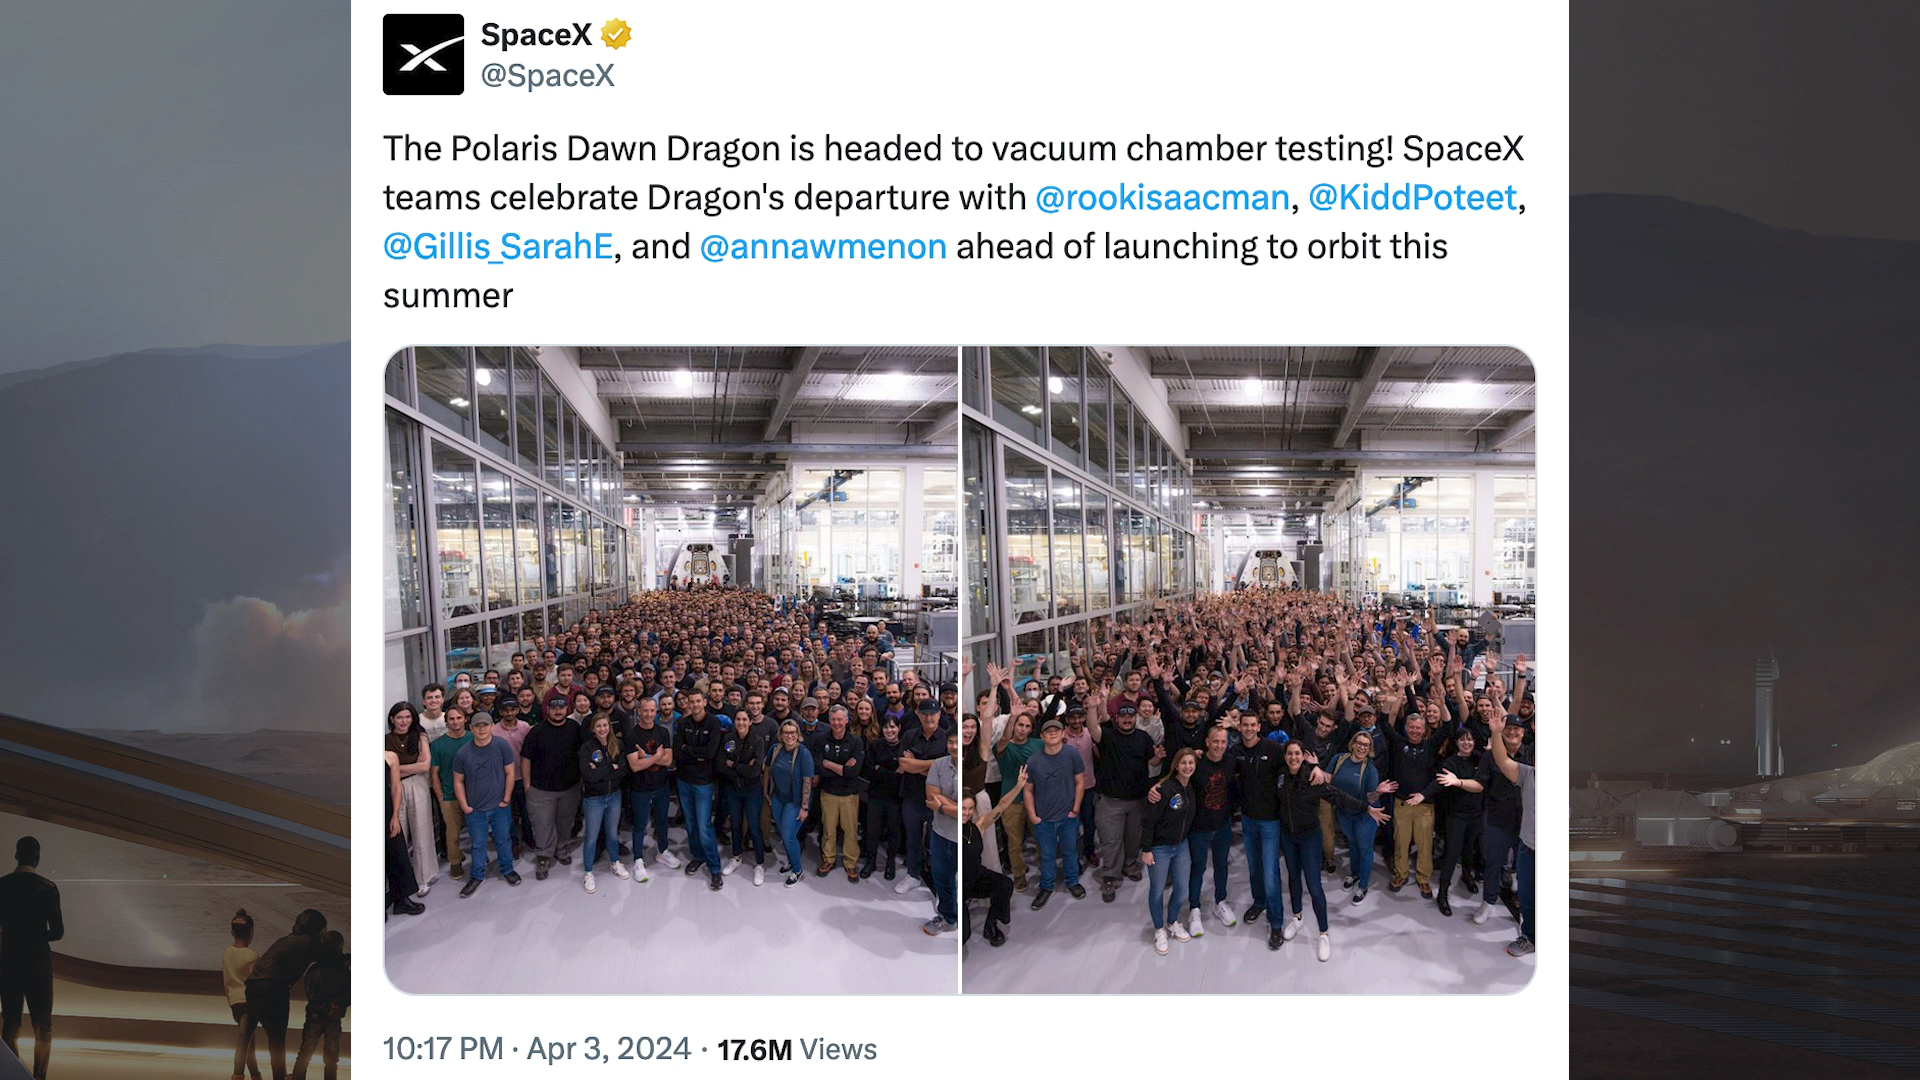 SpaceX
@SpaceX
The Polaris Dawn Dragon is headed to vacuum chamber testing! SpaceX
teams celebrate Dragon's departure with @rookisaacman, @KiddPoteet,
@Gillis_SarahE, and @annawmenon ahead of launching to orbit this
summer
10:17 PM · Apr 3, 2024 · 17.6M Views